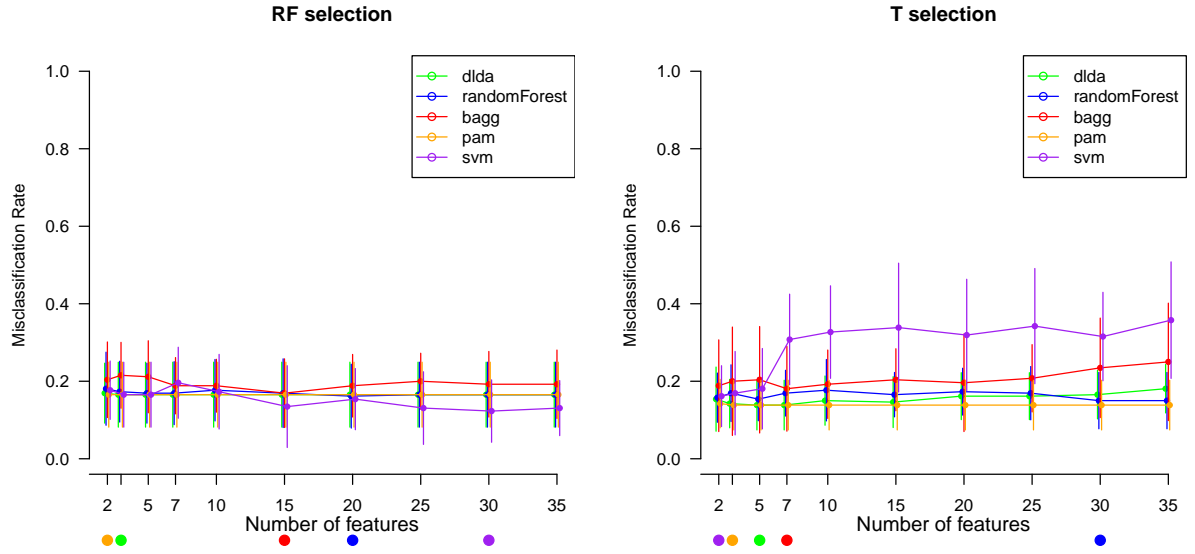 RF selection
1.0
0.8
0.6
0.4
0.2
0.0
Misclassification Rate
dlda
randomForest
bagg
pam
svm
2 5 7 10 15 20 25 30 35
Number of features
T selection
1.0
0.8
0.6
0.4
0.2
0.0
Misclassification Rate
dlda
randomForest
bagg
pam
svm
2 5 7 10 15 20 25 30 35
Number of features